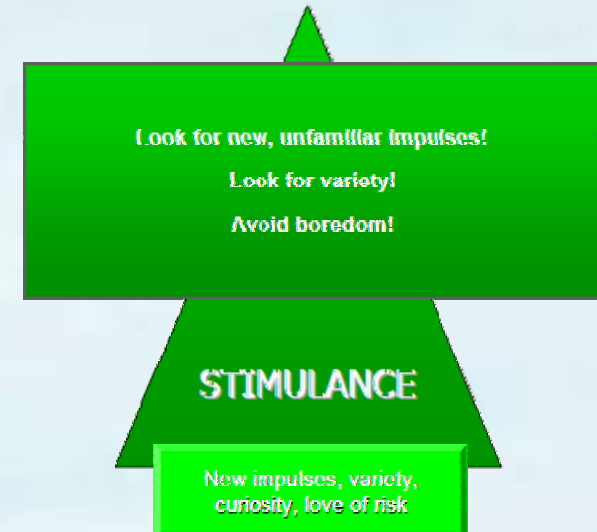 Look for new, unfamiliar impulses!
Look for variety!
Avoid boredom!
STIMULANCE
New impulses, variety,
curiosity, love of risk